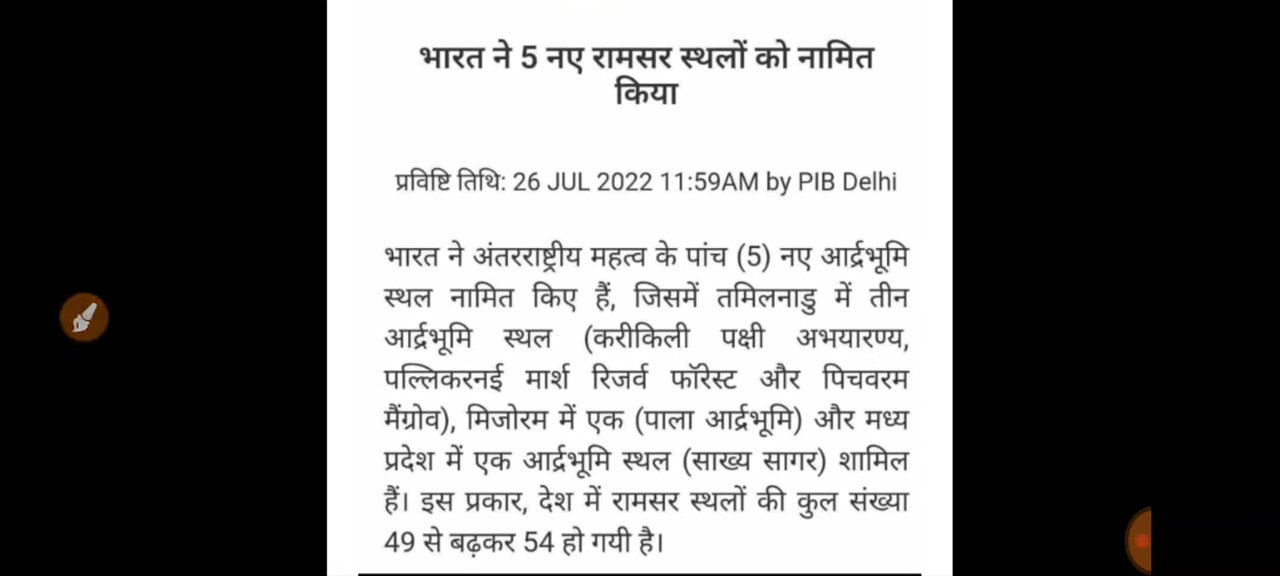 भारत ने 5 नए रामसर स्थलों को नामित
किया
प्रविष्टि तिथि: 26 JUL 2022 11:59AM by PIB Delhi
भारत ने अंतरराष्ट्रीय महत्व के पांच (5) नए आर्द्रभूमि
स्थल नामित किए हैं, जिसमें तमिलनाडु में तीन
आर्द्रभूमि स्थल (करीकिली पक्षी अभयारण्य,
पल्लिकरनई मार्श रिजर्व फॉरेस्ट और पिचवरम
मैंग्रोव), मिजोरम में एक (पाला आर्द्रभूमि) और मध्य
प्रदेश में एक आर्द्रभूमि स्थल (साख्य सागर) शामिल
हैं। इस प्रकार, देश में रामसर स्थलों की कुल संख्या
49 से बढ़कर 54 हो गयी है।